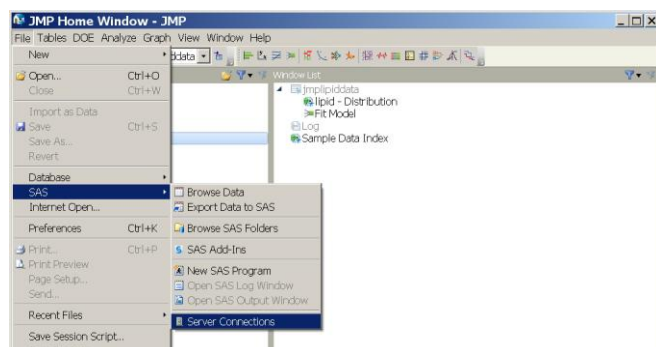 JMP Home Window - JMP
File Tables DOE Analyze Graph View Window Help
New
ddata
Open... Ctrl+O
Window List
Close Ctrl+W
jmplipiddata
lipid - Distribution
Import as Data
Fit Model
Save Ctrl+S
Log
Save As...
Sample Data Index
Revert
Database
SAS
Browse Data
Internet Open...
Export Data to SAS
Preferences Ctrl+K
Browse SAS Folders
Print... Ctrl+P
SAS Add-Ins
Print Preview
New SAS Program
Page Setup...
Open SAS Log Window
Send...
Open SAS Output Window
Recent Files
Server Connections
Save Session Script...